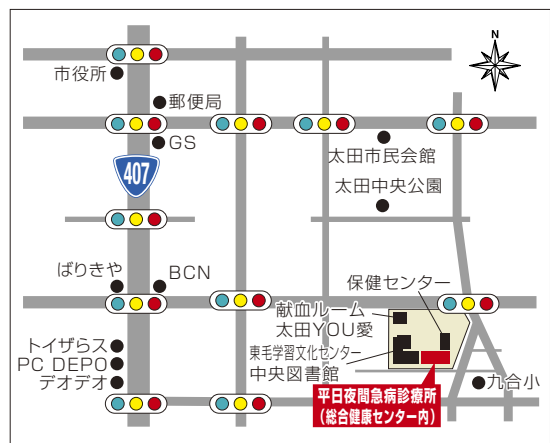 N
市役所
郵便局
GS
太田市民会館
407
太田中央公園
ぱりきや
BCN
保健センター
献血ルーム
太田YOU愛
トイザらス
東毛学習文化センター
PC DEPO
中央図書館
デオデオ
平日夜間急病診療所
(総合健康センター内)
九合小